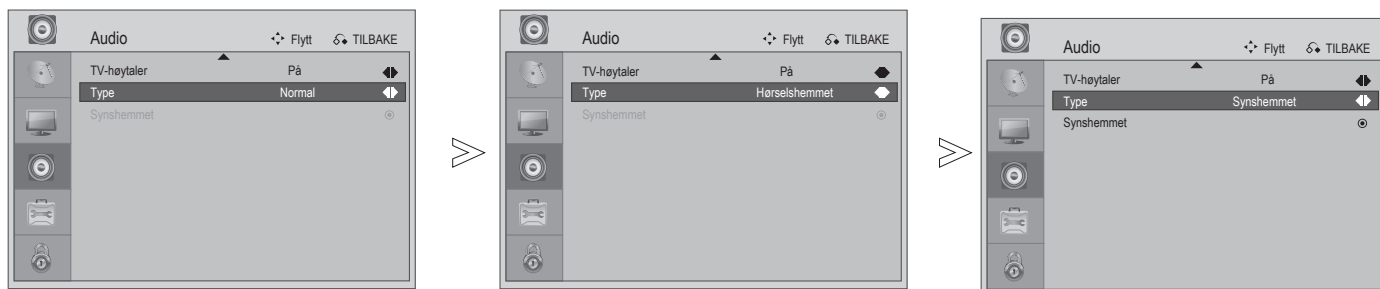 Audio Flytt TILBAKE
TV-høytaler På
Type Normal
Synshemmet
Audio Flytt TILBAKE
TV-høytaler På
Type Hørselshemmet
Synshemmet
Audio Flytt TILBAKE
TV-høytaler På
Type Synshemmet
Synshemmet